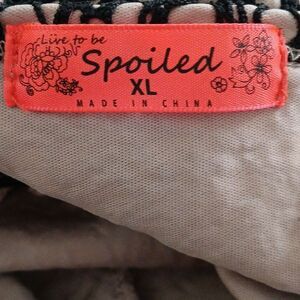 Live to be
Spoiled
XL
MADE IN CHINA